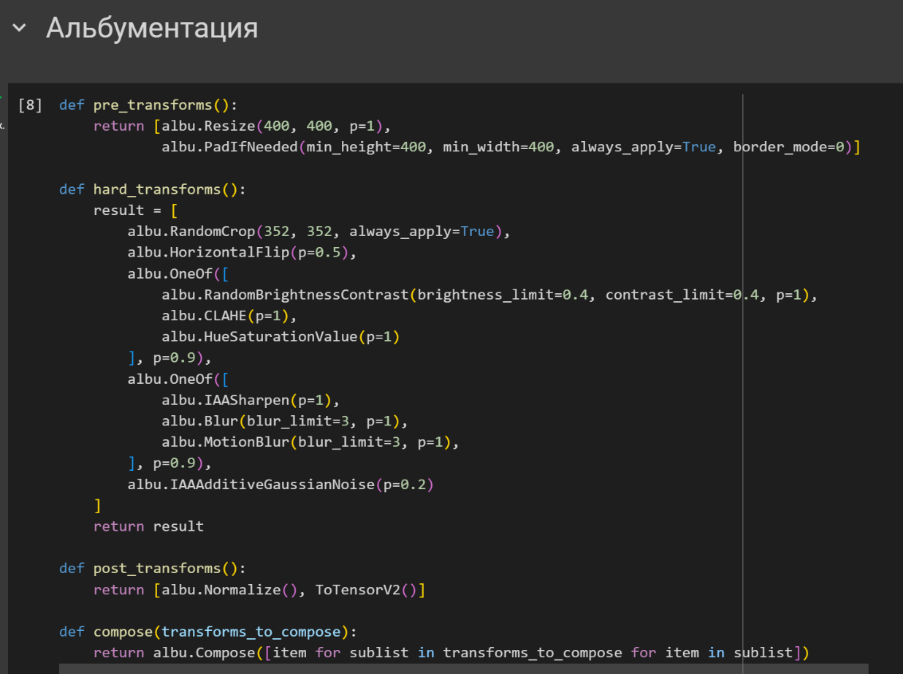 Альбументация
[8] def pre_transforms():
return [albu.Resize(400, 400, p=1),
albu.PadIfNeeded(min_height=400, min_width=400, always_apply=True, border_mode=0)]
def hard_transforms():
result = [
albu.RandomCrop(352, 352, always_apply=True),
albu.HorizontalFlip(p=0.5),
albu.OneOf([
albu.RandomBrightnessContrast(brightness_limit=0.4, contrast_limit=0.4, p=1),
albu.CLAHE(p=1),
albu.HueSaturationValue(p=1)
], p=0.9),
albu.OneOf([
albu.IAASharpen(p=1),
albu.Blur(blur_limit=3, p=1),
albu.MotionBlur(blur_limit=3, p=1),
], p=0.9),
albu.IAAAdditiveGaussianNoise(p=0.2)
]
return result
def post_transforms():
return [albu.Normalize(), ToTensorV2()]
def compose(transforms_to_compose):
return albu.Compose([item for sublist in transforms_to_compose for item in sublist])